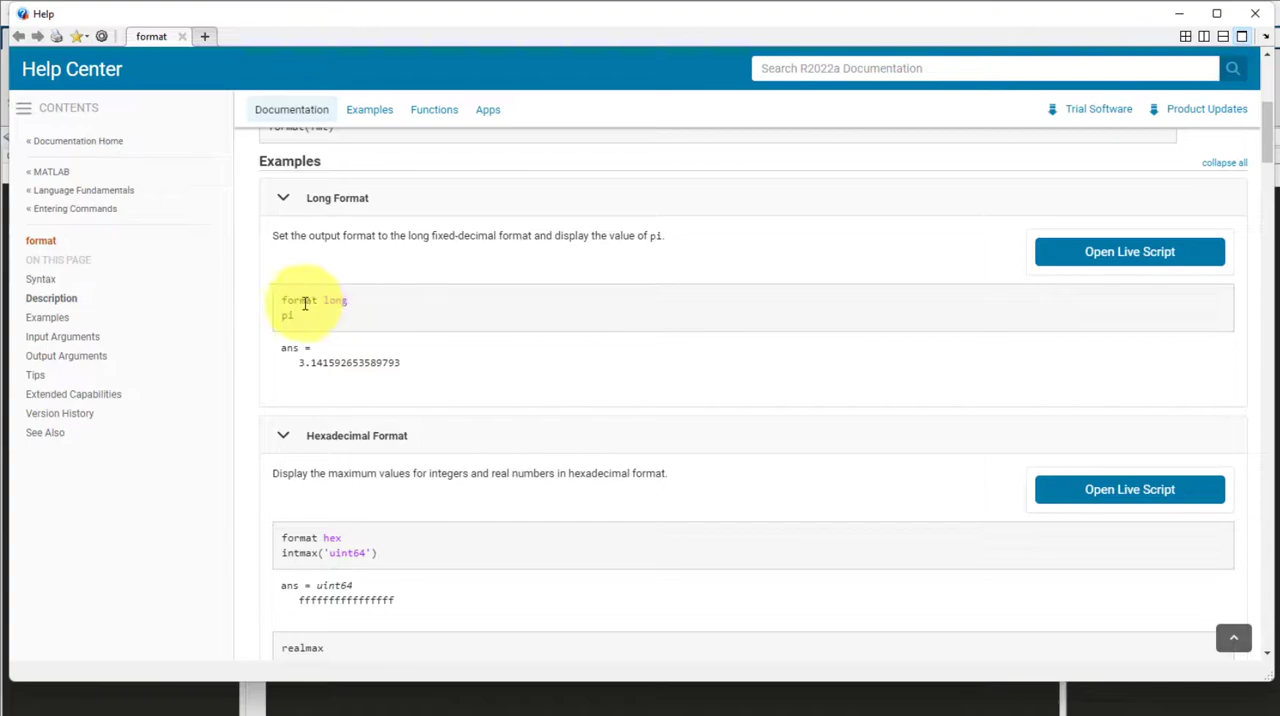 Help
format
Help Center
Search R2022a Documentation
CONTENTS
Documentation
Examples
Functions
Apps
Trial Software
Product Updates
« Documentation Home
« MATLAB
« Language Fundamentals
« Entering Commands
format
ON THIS PAGE
Syntax
Description
Examples
Input Arguments
Output Arguments
Tips
Extended Capabilities
Version History
See Also
format(fmt)
Examples
collapse all
Long Format
Set the output format to the long fixed-decimal format and display the value of pi.
Open Live Script
format long
pi
ans =
3.141592653589793
Hexadecimal Format
Display the maximum values for integers and real numbers in hexadecimal format.
Open Live Script
format hex
intmax('uint64')
ans = uint64
ffffffffffffffff
realmax